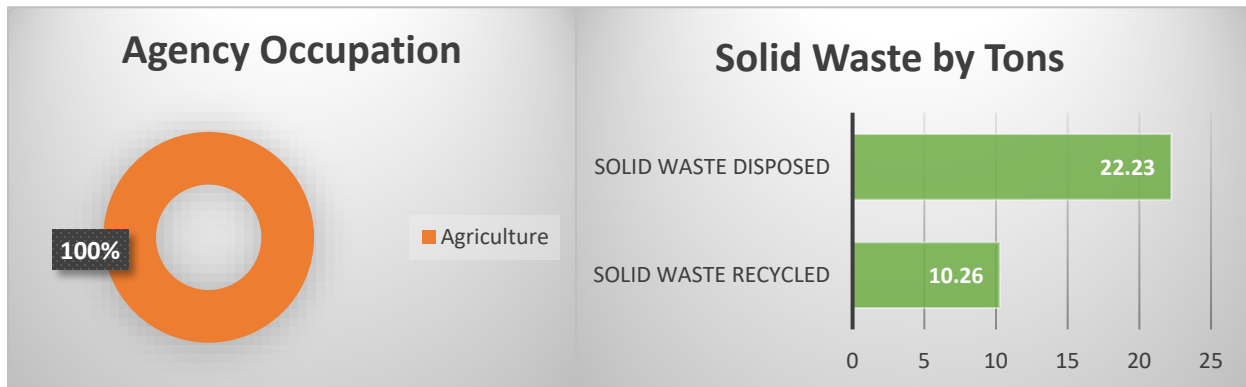 Agency Occupation
100%
Agriculture
Solid Waste by Tons
SOLID WASTE DISPOSED
22.23
SOLID WASTE RECYCLED
10.26
0 5 10 15 20 25